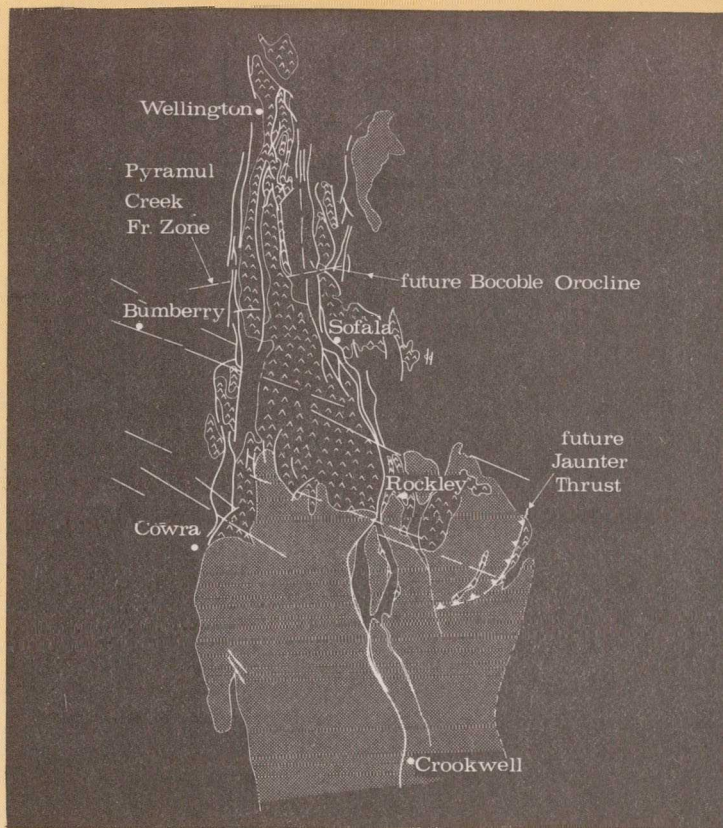 Wellington
Pyramul
Creek
Fr. Zone
future Bocoble Orocline
Bumberry
Sofala
future
Jaunter
Thrust
Rockley
Cowra
Crookwell